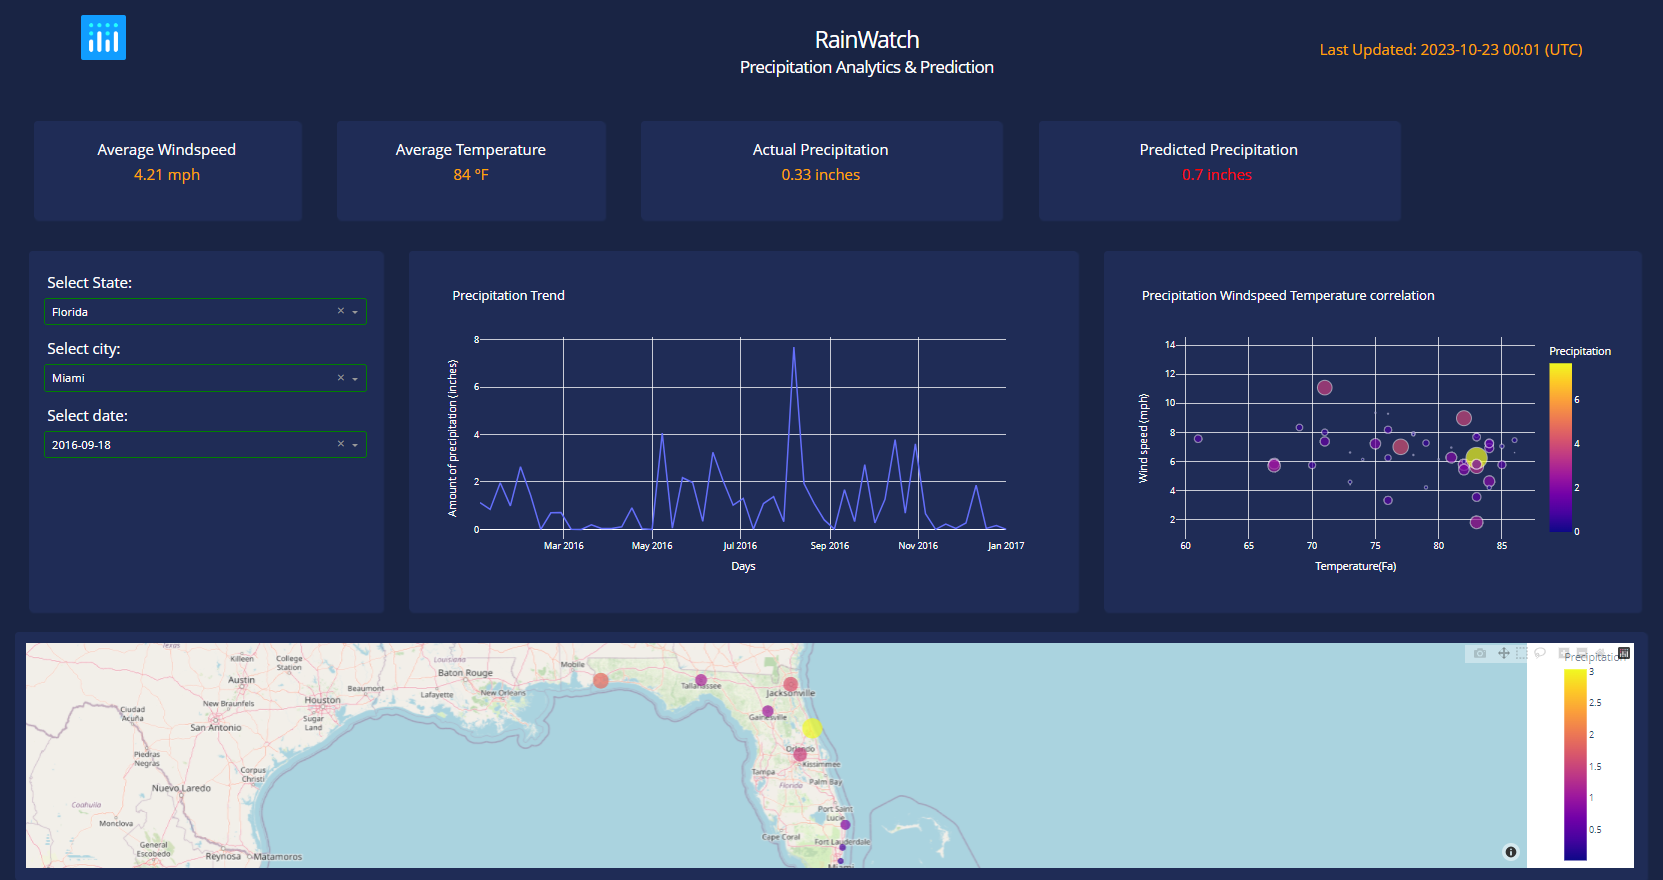 RainWatch
Precipitation Analytics & Prediction
Last Updated: 2023-10-23 00:01 (UTC)
Average Windspeed
4.21 mph
Average Temperature
84 °F
Actual Precipitation
0.33 inches
Predicted Precipitation
0.7 inches
Select State:
Florida
Select city:
Miami
Select date:
2016-09-18
Precipitation Trend
Amount of precipitation (inches)
8
6
4
2
0
Mar 2016
May 2016
Jul 2016
Sep 2016
Nov 2016
Jan 2017
Days
Precipitation Windspeed Temperature correlation
Wind speed (mph)
14
12
10
8
6
4
2
60
65
70
75
80
85
Temperature(Fa)
Precipitation
6
4
2
0
Texas
Killeen
College
Station
Austin
New Braunfels
San Antonio
Houston
Sugar
Land
Beaumont
Louisiana
Baton Rouge
Lafayette
New Orleans
Mobile
Tallahassee
Jacksonville
Gainesville
Orlando
Kissimmee
Tampa
Palm Bay
Florida
Port Saint
Lucie
Cape Coral
Fort Lauderdale
Miami
Ciudad
Acuña
Piedras
Negras
Nuevo Laredo
Corpus
Christi
Coahuila
Monclova
General
Escobedo
Reynosa
Matamoros
Precipitation
3
2.5
2
1.5
1
0.5